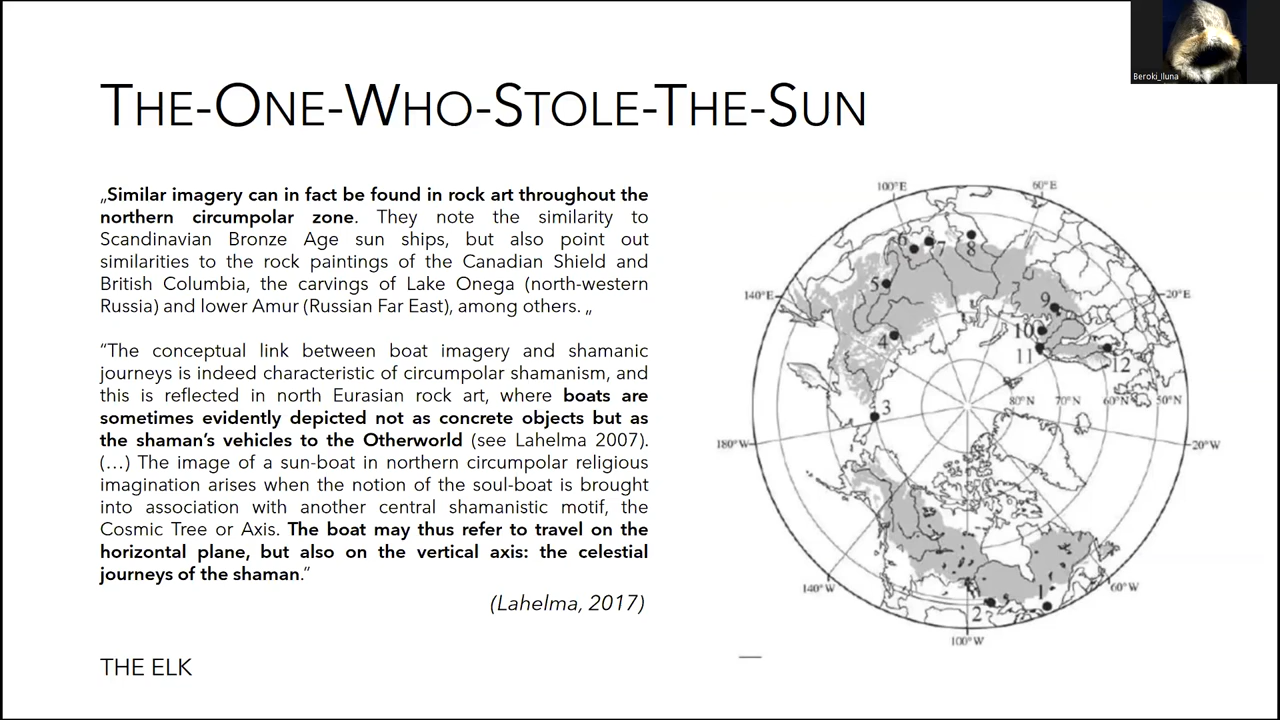 Beroki_Iluna
THE-ONE-WHO-STOLE-THE-SUN
„Similar imagery can in fact be found in rock art throughout the
northern circumpolar zone. They note the similarity to
Scandinavian Bronze Age sun ships, but also point out
similarities to the rock paintings of the Canadian Shield and
British Columbia, the carvings of Lake Onega (north-western
Russia) and lower Amur (Russian Far East), among others. „
“The conceptual link between boat imagery and shamanic
journeys is indeed characteristic of circumpolar shamanism, and
this is reflected in north Eurasian rock art, where boats are
sometimes evidently depicted not as concrete objects but as
the shaman’s vehicles to the Otherworld (see Lahelma 2007).
(…) The image of a sun-boat in northern circumpolar religious
imagination arises when the notion of the soul-boat is brought
into association with another central shamanistic motif, the
Cosmic Tree or Axis. The boat may thus refer to travel on the
horizontal plane, but also on the vertical axis: the celestial
journeys of the shaman.”
(Lahelma, 2017)
THE ELK
100°E
60°E
6
7
8
140°E
5
9
20°E
4
10
11
12
3
80°N
70°N
60°N
50°N
180°W
20°W
140°W
2
1
60°W
100°W